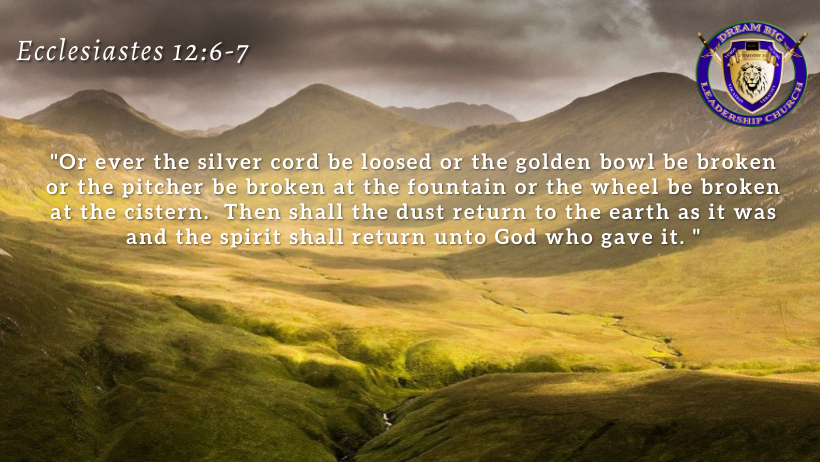 Ecclesiastes 12:6-7
DREAM BIG
LEADERSHIP CHURCH
"Or ever the silver cord be loosed or the golden bowl be broken
or the pitcher be broken at the fountain or the wheel be broken
at the cistern.  Then shall the dust return to the earth as it was
and the spirit shall return unto God who gave it. "